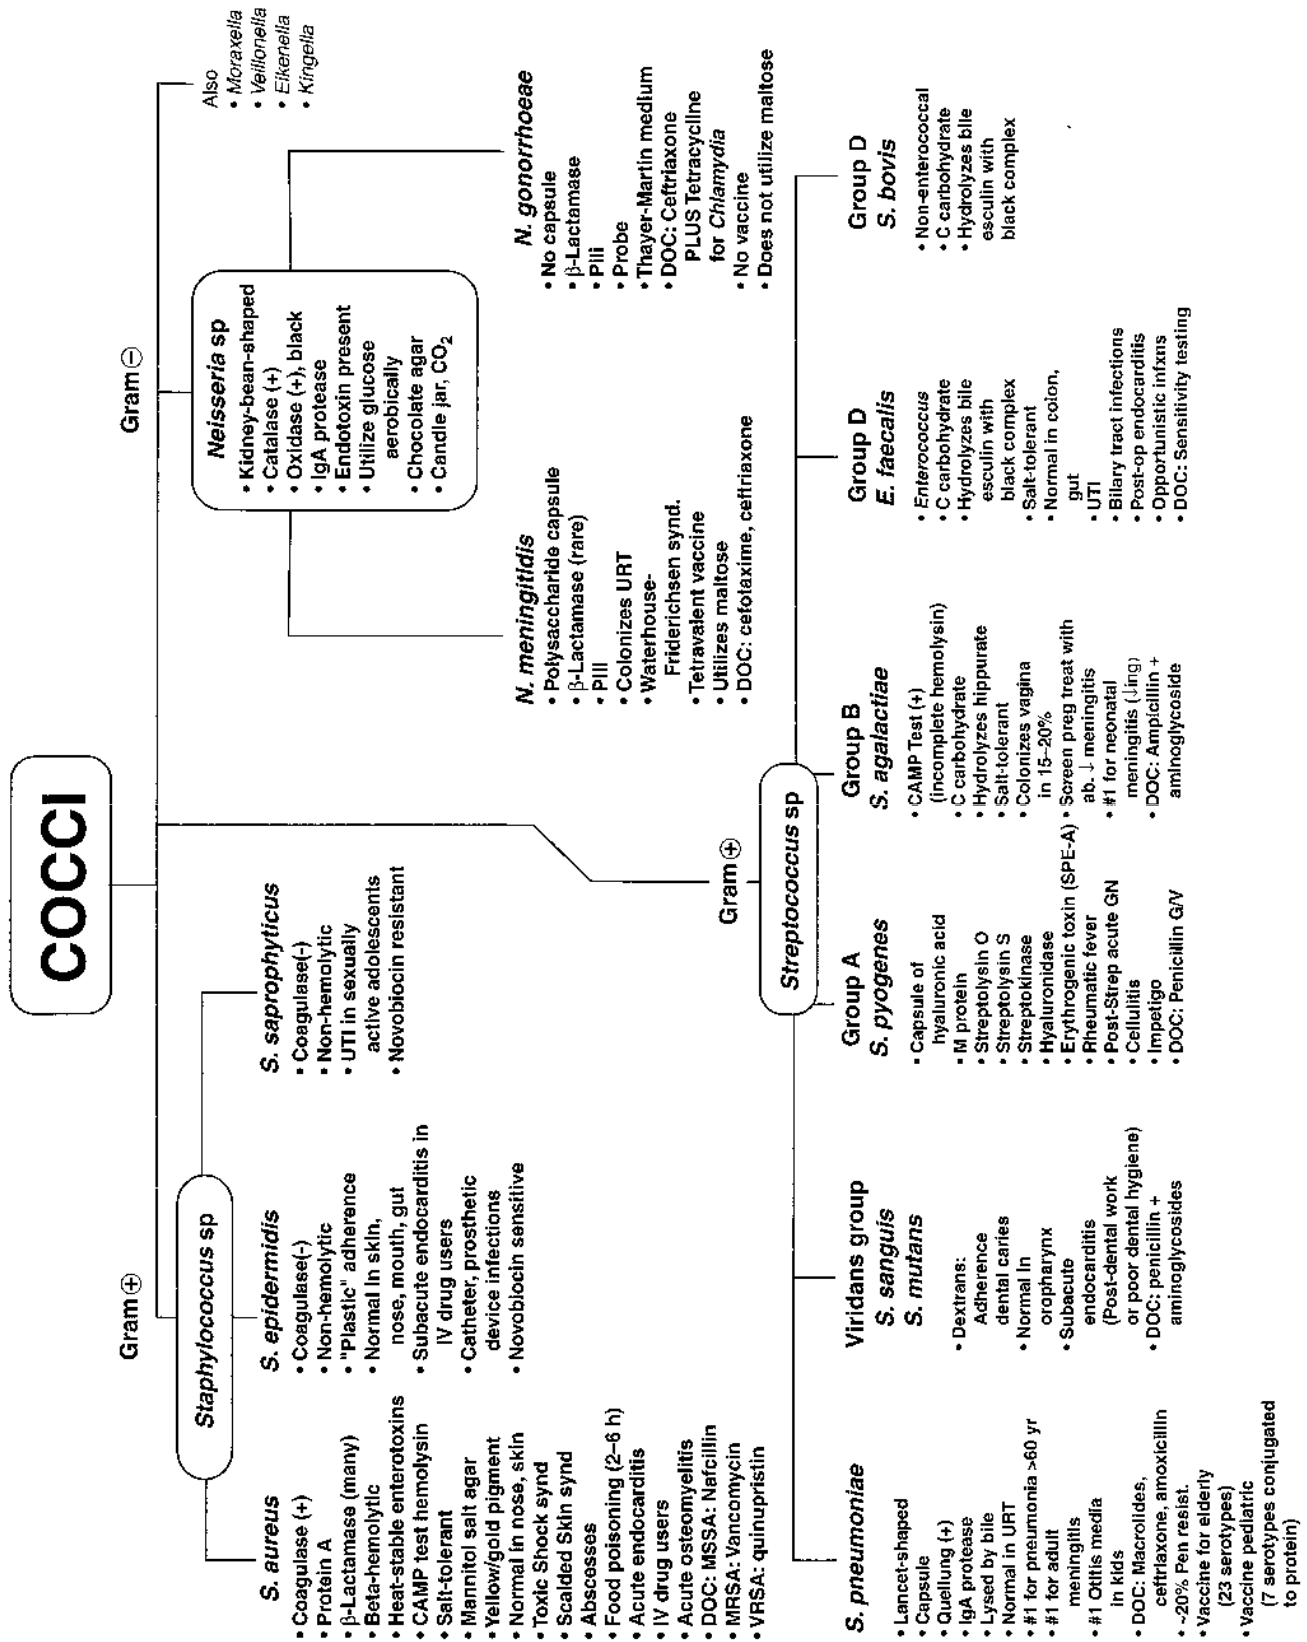 COCCI
Gram⊕
Staphylococcus sp
S. aureus
• Coagulase (+)
• Protein A
• β-Lactamase (many)
• Beta-hemolytic
• Heat-stable enterotoxins
• CAMP test hemolysin
• Salt-tolerant
• Mannitol salt agar
• Yellow/gold pigment
• Normal in nose, skin
• Toxic Shock synd
• Scalded Skin synd
• Abscesses
• Food poisoning (2–6 h)
• Acute endocarditis
• IV drug users
• Acute osteomyelitis
• DOC: MSSA: Nafcillin
• MRSA: Vancomycin
• VRSA: quinupristin
S. epidermidis
• Coagulase(-)
• Non-hemolytic
• "Plastic" adherence
• Normal in skin,
nose, mouth, gut
• Subacute endocarditis in
IV drug users
• Catheter, prosthetic
device infections
• Novobiocin sensitive
S. saprophyticus
• Coagulase(-)
• Non-hemolytic
• UTI in sexually
active adolescents
• Novobiocin resistant
Gram⊖
Neisseria sp
• Kidney-bean-shaped
• Catalase (+)
• Oxidase (+), black
• IgA protease
• Endotoxin present
• Utilize glucose
aerobically
• Chocolate agar
• Candle jar, CO2
N. meningitidis
• Polysaccharide capsule
• β-Lactamase (rare)
• Pili
• Colonizes URT
• Waterhouse-
Friderichsen synd.
• Tetravalent vaccine
• Utilizes maltose
• DOC: cefotaxime, ceftriaxone
N. gonorrhoeae
• No capsule
• β-Lactamase
• Pili
• Probe
• Thayer-Martin medium
• DOC: Ceftriaxone
PLUS Tetracycline
for Chlamydia
• No vaccine
• Does not utilize maltose
Also
• Moraxella
• Veillonella
• Eikenella
• Kingella
Gram⊕
Streptococcus sp
S. pneumoniae
• Lancet-shaped
• Capsule
• Quellung (+)
• IgA protease
• Lysed by bile
• Normal in URT
• #1 for pneumonia >60 yr
• #1 for adult
meningitis
• #1 Otitis media
in kids
• DOC: Macrolides,
ceftriaxone, amoxicillin
• ~20% Pen resist.
• Vaccine for elderly
(23 serotypes)
• Vaccine pediatric
(7 serotypes conjugated
to protein)
Viridans group
S. sanguis
S. mutans
• Dextrans:
Adherence
dental caries
• Normal in
oropharynx
• Subacute
endocarditis
(Post-dental work
or poor dental hygiene)
• DOC: penicillin +
aminoglycosides
Group A
S. pyogenes
• Capsule of
hyaluronic acid
• M protein
• Streptolysin O
• Streptolysin S
• Streptokinase
• Hyaluronidase
• Erythrogenic toxin (SPE-A)
• Rheumatic fever
• Post-Strep acute GN
• Cellulitis
• Impetigo
• DOC: Penicillin G/V
Group B
S. agalactiae
• CAMP Test (+)
(incomplete hemolysin)
• C carbohydrate
• Hydrolyzes hippurate
• Salt-tolerant
• Colonizes vagina
in 15–20%
• Screen preg treat with
ab. ↓ meningitis
• #1 for neonatal
meningitis (↓ing)
• DOC: Ampicillin +
aminoglycoside
Group D
E. faecalis
• Enterococcus
• C carbohydrate
• Hydrolyzes bile
esculin with
black complex
• Salt-tolerant
• Normal in colon,
gut
• UTI
• Bilary tract infections
• Post-op endocarditis
• Opportunistic infxns
• DOC: Sensitivity testing
Group D
S. bovis
• Non-enterococcal
• C carbohydrate
• Hydrolyzes bile
esculin with
black complex